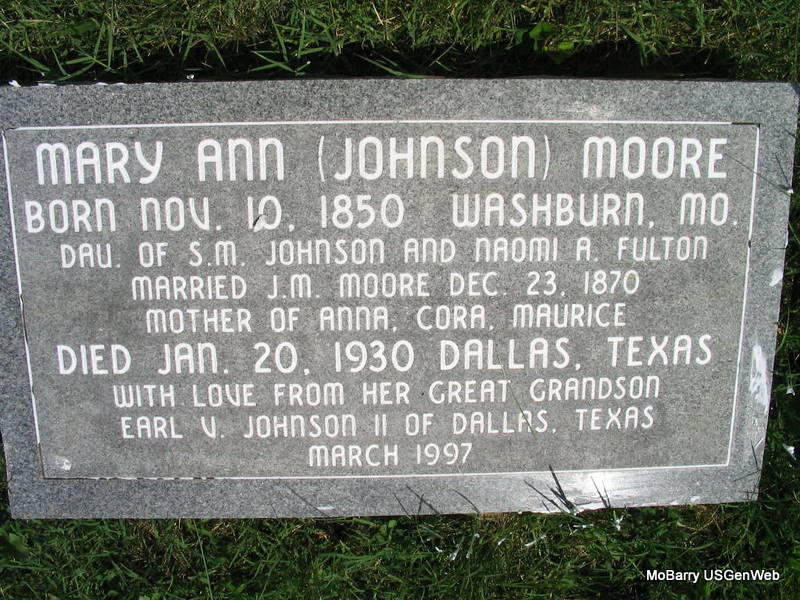 MARY ANN (JOHNSON) MOORE
BORN NOV. 10, 1850 WASHBURN, MO.
DAU. OF S.M. JOHNSON AND NAOMI A. FULTON
MARRIED J.M. MOORE DEC. 23, 1870
MOTHER OF ANNA, CORA, MAURICE
DIED JAN. 20, 1930 DALLAS, TEXAS
WITH LOVE FROM HER GREAT GRANDSON
EARL V. JOHNSON II OF DALLAS, TEXAS
MARCH 1997
MoBarry USGenWeb